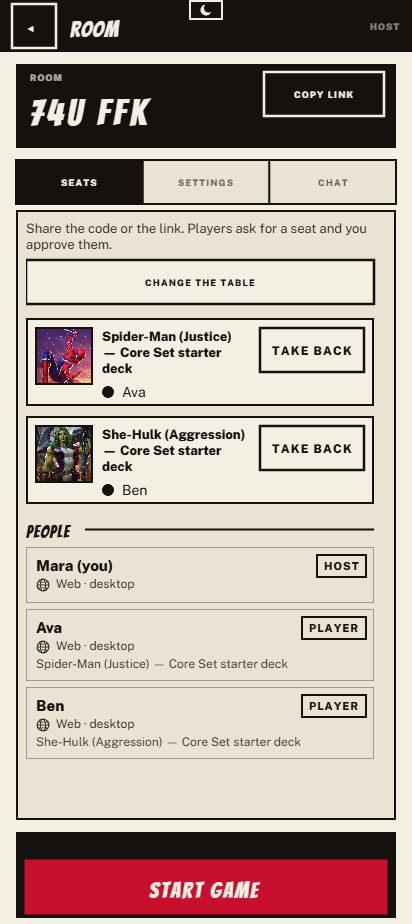 ◄ ROOM
HOST
ROOM
74U FFK
COPY LINK
SEATS
SETTINGS
CHAT
Share the code or the link. Players ask for a seat and you
approve them.
CHANGE THE TABLE
Spider-Man (Justice)
— Core Set starter
deck
Ava
TAKE BACK
She-Hulk (Aggression)
— Core Set starter
deck
Ben
TAKE BACK
PEOPLE
Mara (you)
HOST
Web · desktop
Ava
PLAYER
Web · desktop
Spider-Man (Justice) — Core Set starter deck
Ben
PLAYER
Web · desktop
She-Hulk (Aggression) — Core Set starter deck
START GAME